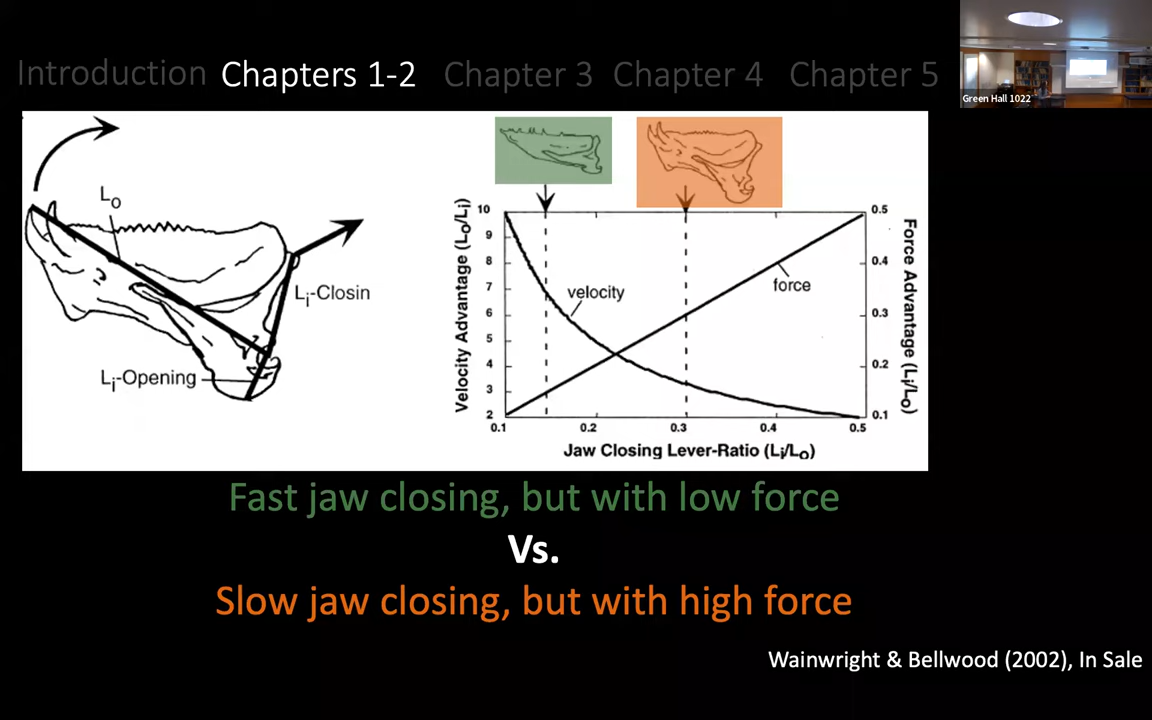 Introduction Chapters 1-2 Chapter 3 Chapter 4 Chapter 5
Green Hall 1022
Lo
Li-Closin
Li-Opening
Velocity Advantage (Lo/Li)
10
9
8
7
6
5
4
3
2
velocity
force
0.5
0.4
0.3
0.2
0.1
Force Advantage (Li/Lo)
0.1 0.2 0.3 0.4 0.5
Jaw Closing Lever-Ratio (Li/Lo)
Fast jaw closing, but with low force
Vs.
Slow jaw closing, but with high force
Wainwright & Bellwood (2002), In Sale